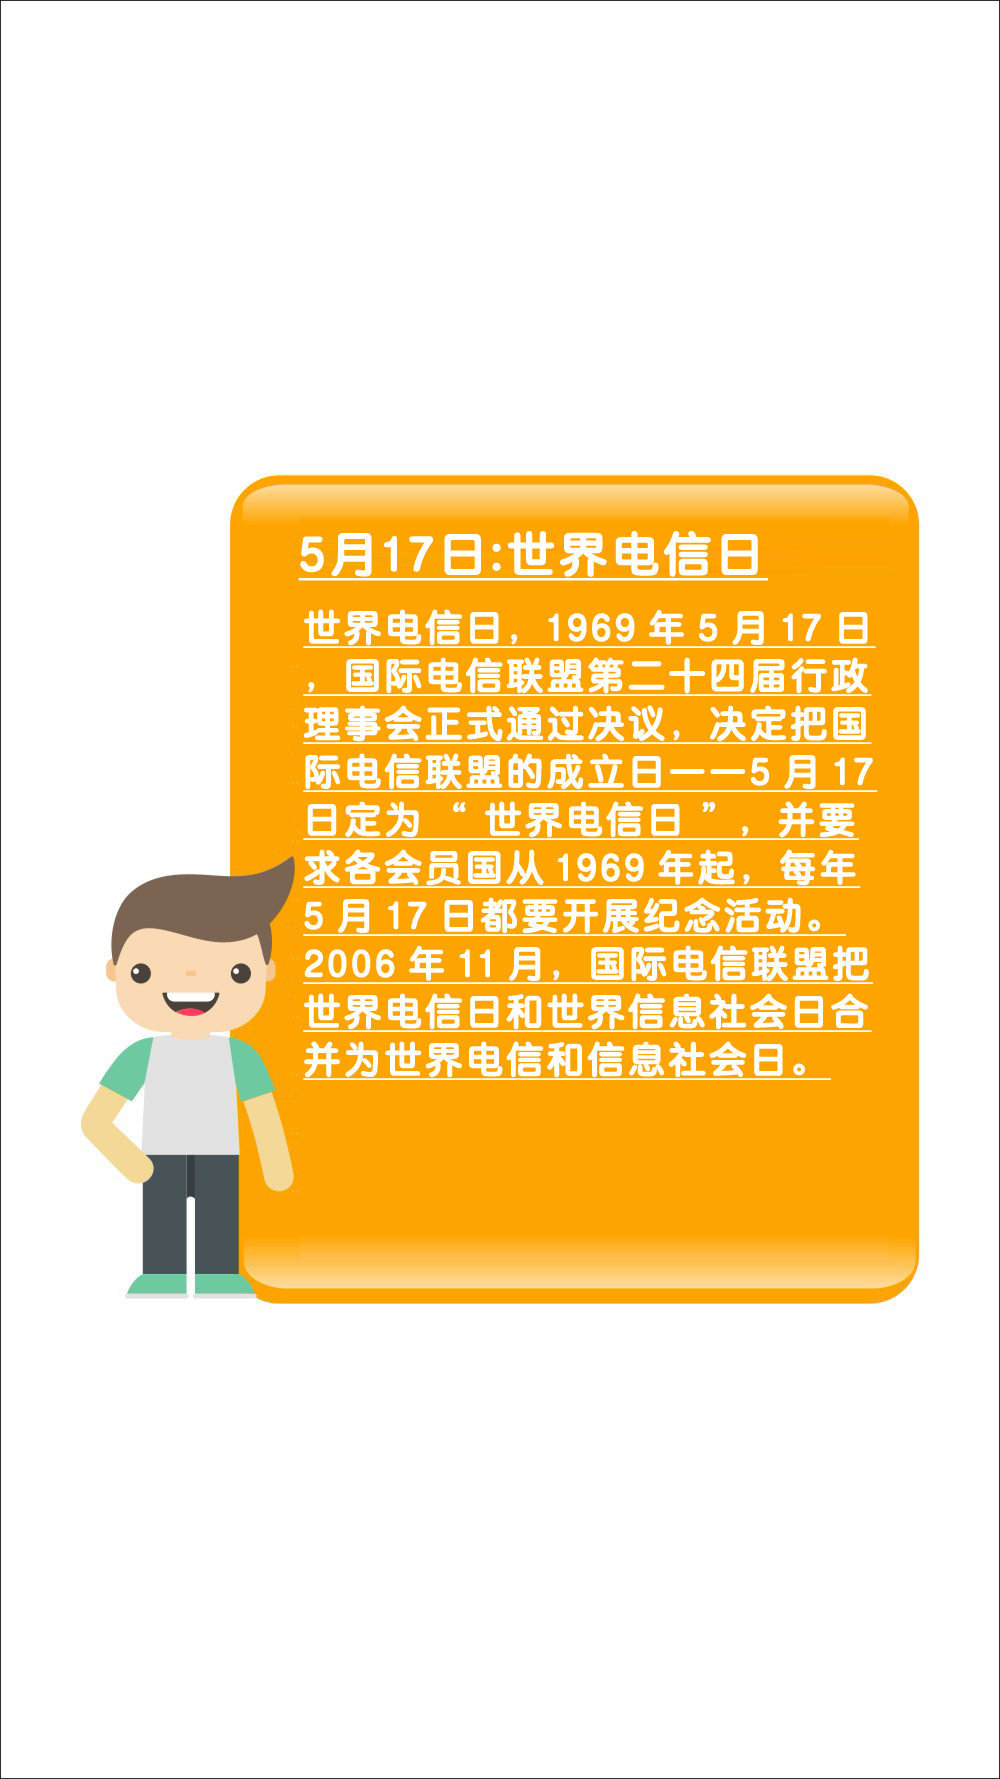 5月17日:世界电信日
世界电信日，1969 年 5 月 17 日
，国际电信联盟第二十四届行政
理事会正式通过决议，决定把国
际电信联盟的成立日——5 月 17
日定为 “ 世界电信日 ”，并要
求各会员国从 1969 年起，每年
5 月 17 日都要开展纪念活动。
2006 年 11 月，国际电信联盟把
世界电信日和世界信息社会日合
并为世界电信和信息社会日。